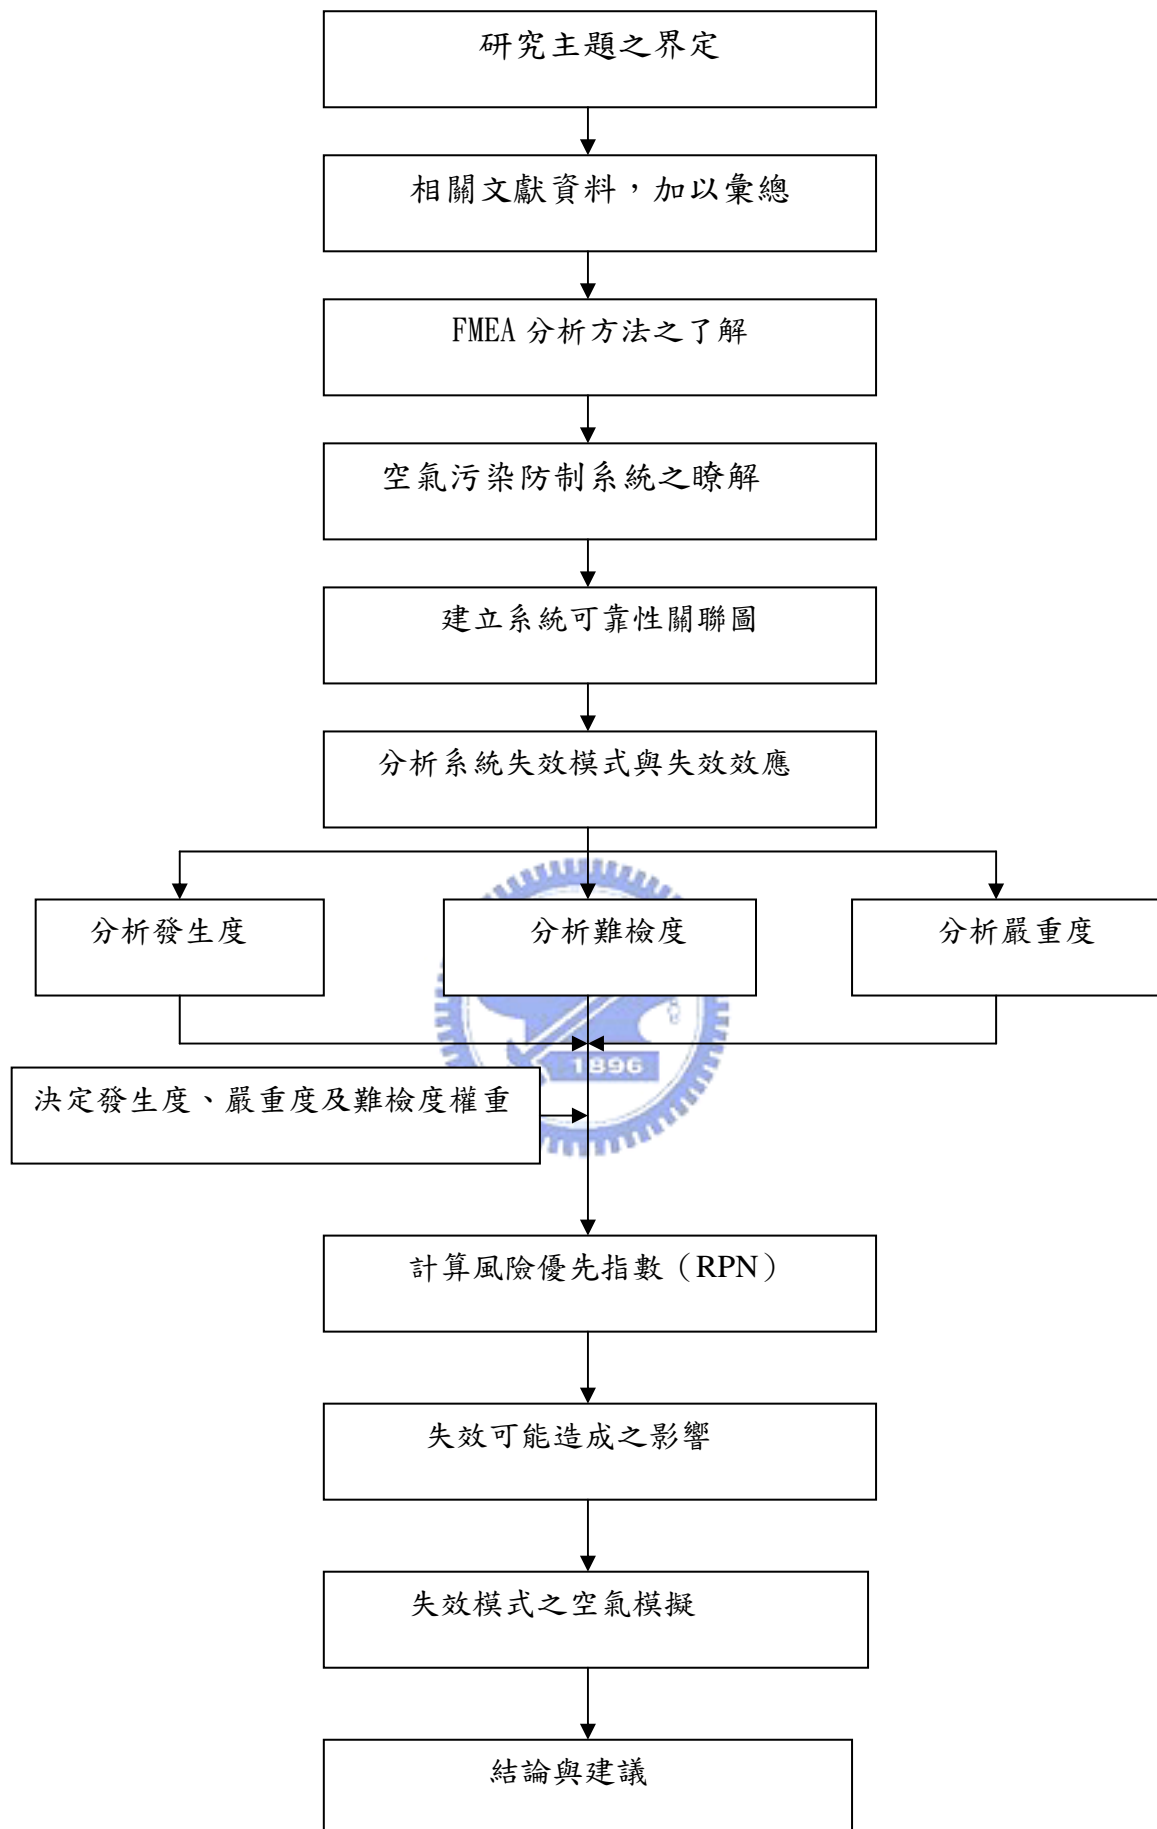 研究主題之界定
相關文獻資料，加以彙總
FMEA 分析方法之了解
空氣污染防制系統之瞭解
建立系統可靠性關聯圖
分析系統失效模式與失效效應
分析發生度
分析難檢度
分析嚴重度
1896
決定發生度、嚴重度及難檢度權重
計算風險優先指數（RPN）
失效可能造成之影響
失效模式之空氣模擬
結論與建議